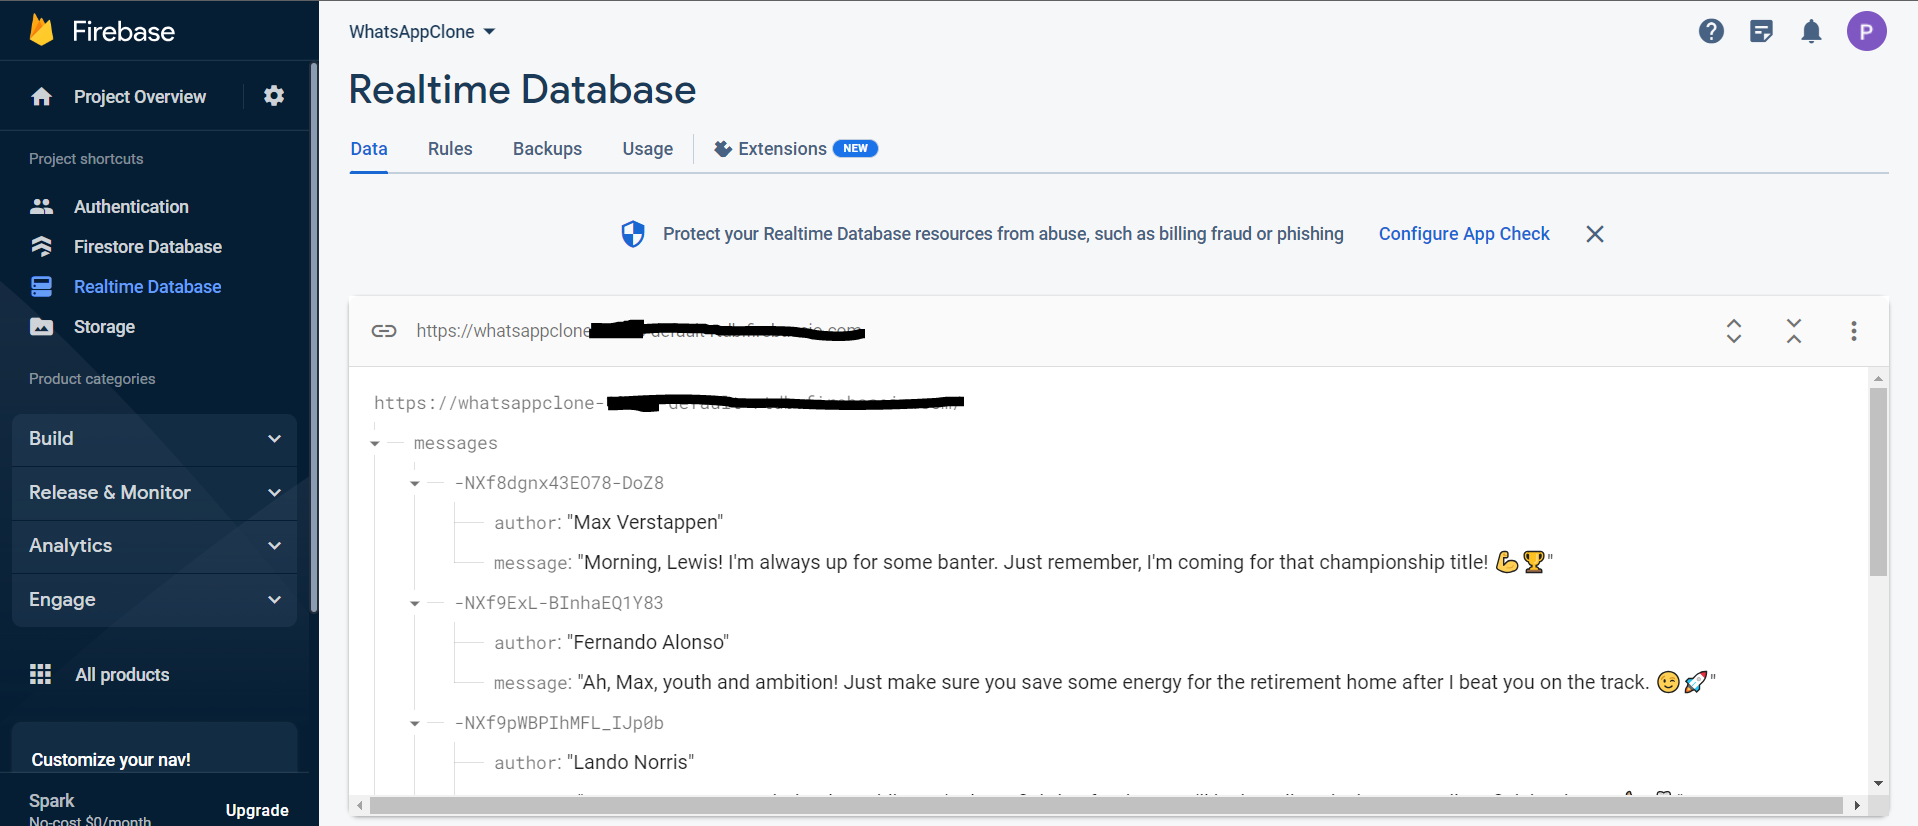 Firebase
Project Overview
Project shortcuts
Authentication
Firestore Database
Realtime Database
Storage
Product categories
Build
Release & Monitor
Analytics
Engage
All products
Customize your nav!
Spark
No-cost $0/month
Upgrade
WhatsAppClone
P
Realtime Database
Data Rules Backups Usage Extensions NEW
Protect your Realtime Database resources from abuse, such as billing fraud or phishing Configure App Check
https://whatsappclone
https://whatsappclone-
messages
-NXf8dgnx43EO78-DoZ8
author: "Max Verstappen"
message: "Morning, Lewis! I'm always up for some banter. Just remember, I'm coming for that championship title! 💪🏆"
-NXf9ExL-BInhaEQ1Y83
author: "Fernando Alonso"
message: "Ah, Max, youth and ambition! Just make sure you save some energy for the retirement home after I beat you on the track. 😉🚀"
-NXf9pWBPIhMFL_IJp0b
author: "Lando Norris"